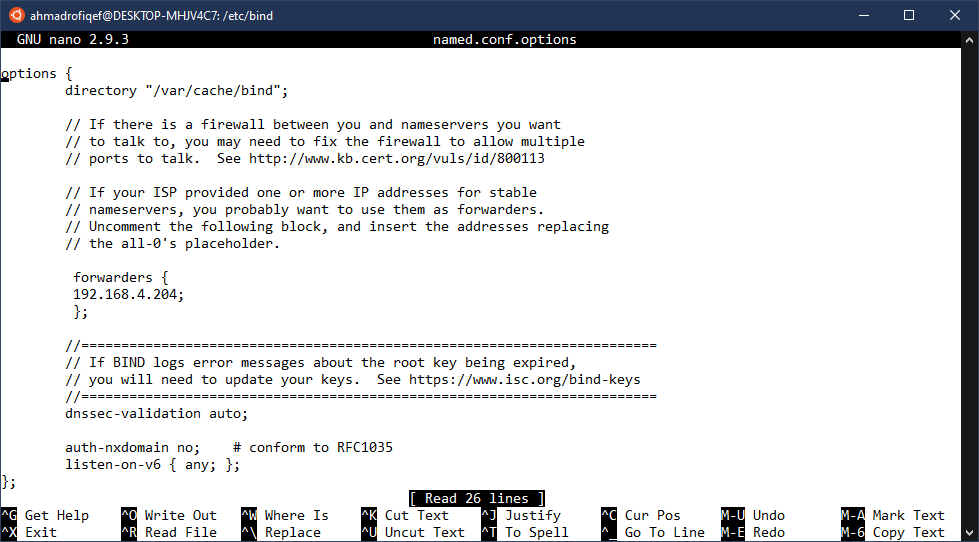 ahmadrofiqef@DESKTOP-MHJV4C7: /etc/bind
GNU nano 2.9.3 named.conf.options
options {
directory "/var/cache/bind";
// If there is a firewall between you and nameservers you want
// to talk to, you may need to fix the firewall to allow multiple
// ports to talk.  See http://www.kb.cert.org/vuls/id/800113
// If your ISP provided one or more IP addresses for stable
// nameservers, you probably want to use them as forwarders.
// Uncomment the following block, and insert the addresses replacing
// the all-0's placeholder.
forwarders {
192.168.4.204;
};
//========================================================================
// If BIND logs error messages about the root key being expired,
// you will need to update your keys.  See https://www.isc.org/bind-keys
//========================================================================
dnssec-validation auto;
auth-nxdomain no;    # conform to RFC1035
listen-on-v6 { any; };
};
[ Read 26 lines ]
^G Get Help ^O Write Out ^W Where Is ^K Cut Text ^J Justify ^C Cur Pos M-U Undo M-A Mark Text
^X Exit ^R Read File ^\ Replace ^U Uncut Text ^T To Spell ^_ Go To Line M-E Redo M-6 Copy Text